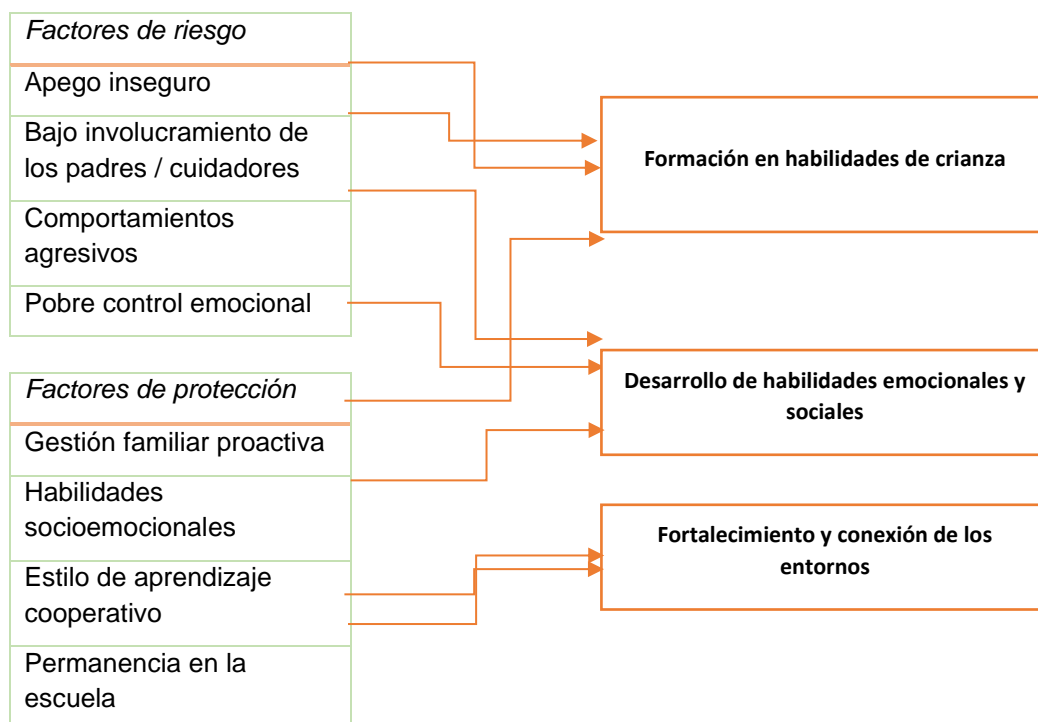 Factores de riesgo
Apego inseguro
Bajo involucramiento de
los padres / cuidadores
Comportamientos
agresivos
Pobre control emocional
Factores de protección
Gestión familiar proactiva
Habilidades
socioemocionales
Estilo de aprendizaje
cooperativo
Permanencia en la
escuela
Formación en habilidades de crianza
Desarrollo de habilidades emocionales y
sociales
Fortalecimiento y conexión de los
entornos